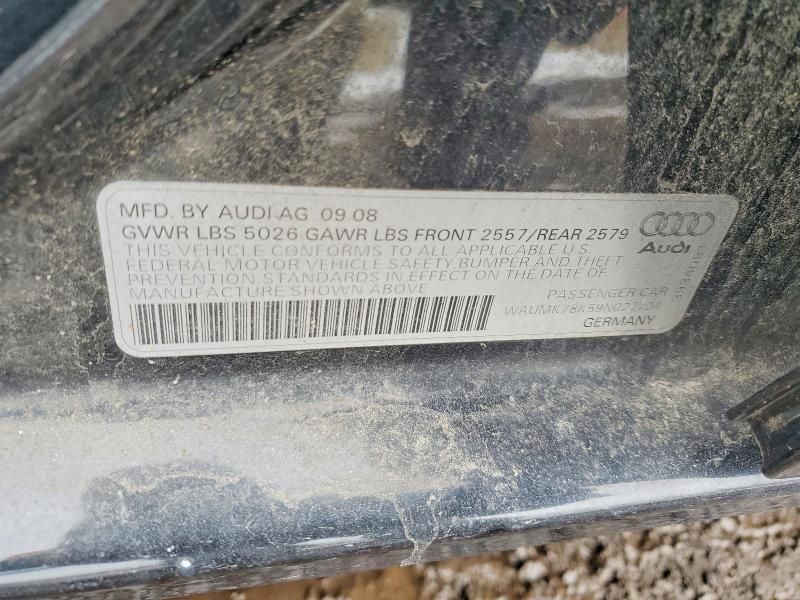 MFD. BY AUDI AG 09 08
GVWR LBS 5026 GAWR LBS FRONT 2557/REAR 2579
THIS VEHICLE CONFORMS TO ALL APPLICABLE U S
FEDERAL MOTOR VEHICLE SAFETY, BUMPER AND THEFT
PREVENTION, STANDARDS IN EFFECT ON THE DATE OF
MANUFACTURE SHOWN ABOVE
Audi
PASSENGER CAR
GERMANY